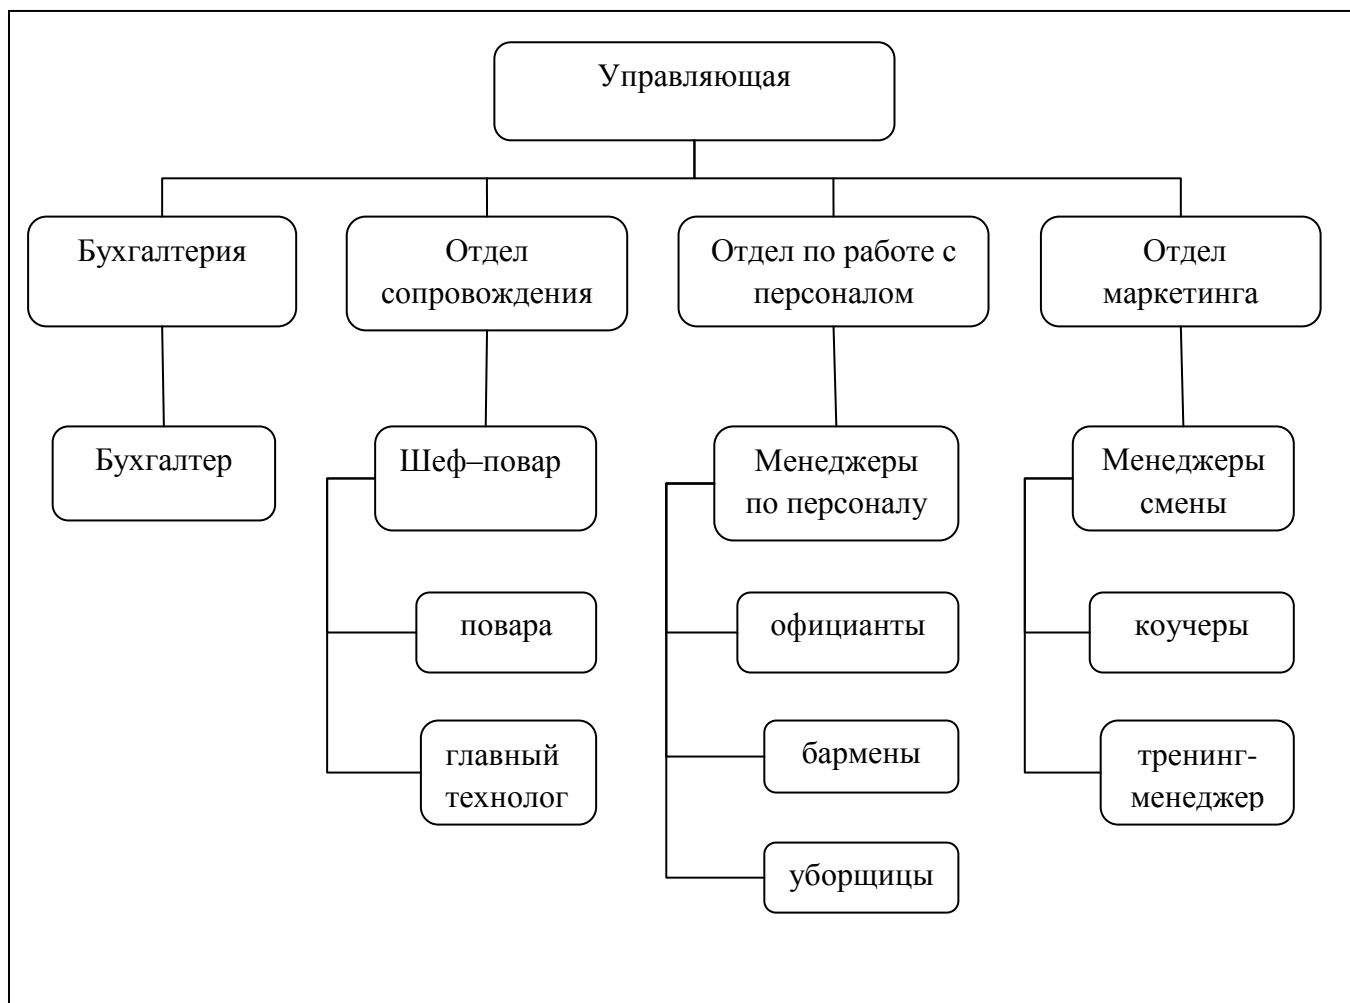 Управляющая
Бухгалтерия
Отдел
сопровождения
Отдел по работе с
персоналом
Отдел
маркетинга
Бухгалтер
Шеф–повар
Менеджеры
по персоналу
Менеджеры
смены
повара
официанты
коучеры
главный
технолог
бармены
тренинг-
менеджер
уборщицы